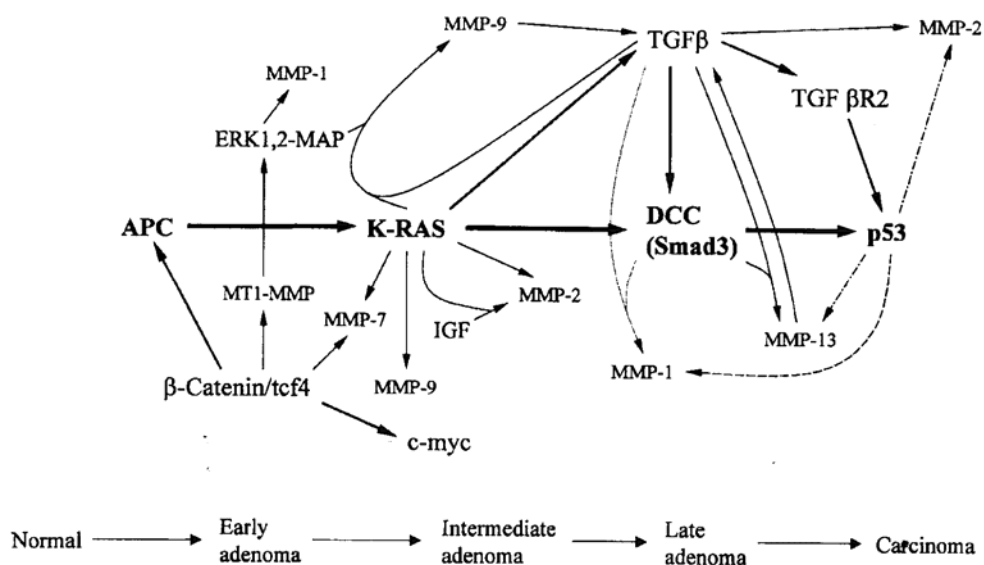 MMP-9
TGFβ
MMP-2
MMP-1
TGF βR2
ERK1,2-MAP
APC
K-RAS
DCC
(Smad3)
p53
MT1-MMP
MMP-7
IGF
MMP-2
MMP-13
MMP-1
β-Catenin/tcf4
MMP-9
c-myc
Normal
Early
adenoma
Intermediate
adenoma
Late
adenoma
Carcinoma